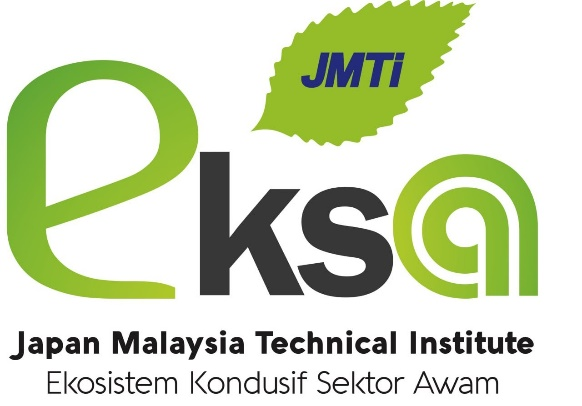 JMTi
eksa
Japan Malaysia Technical Institute
Ekosistem Kondusif Sektor Awam